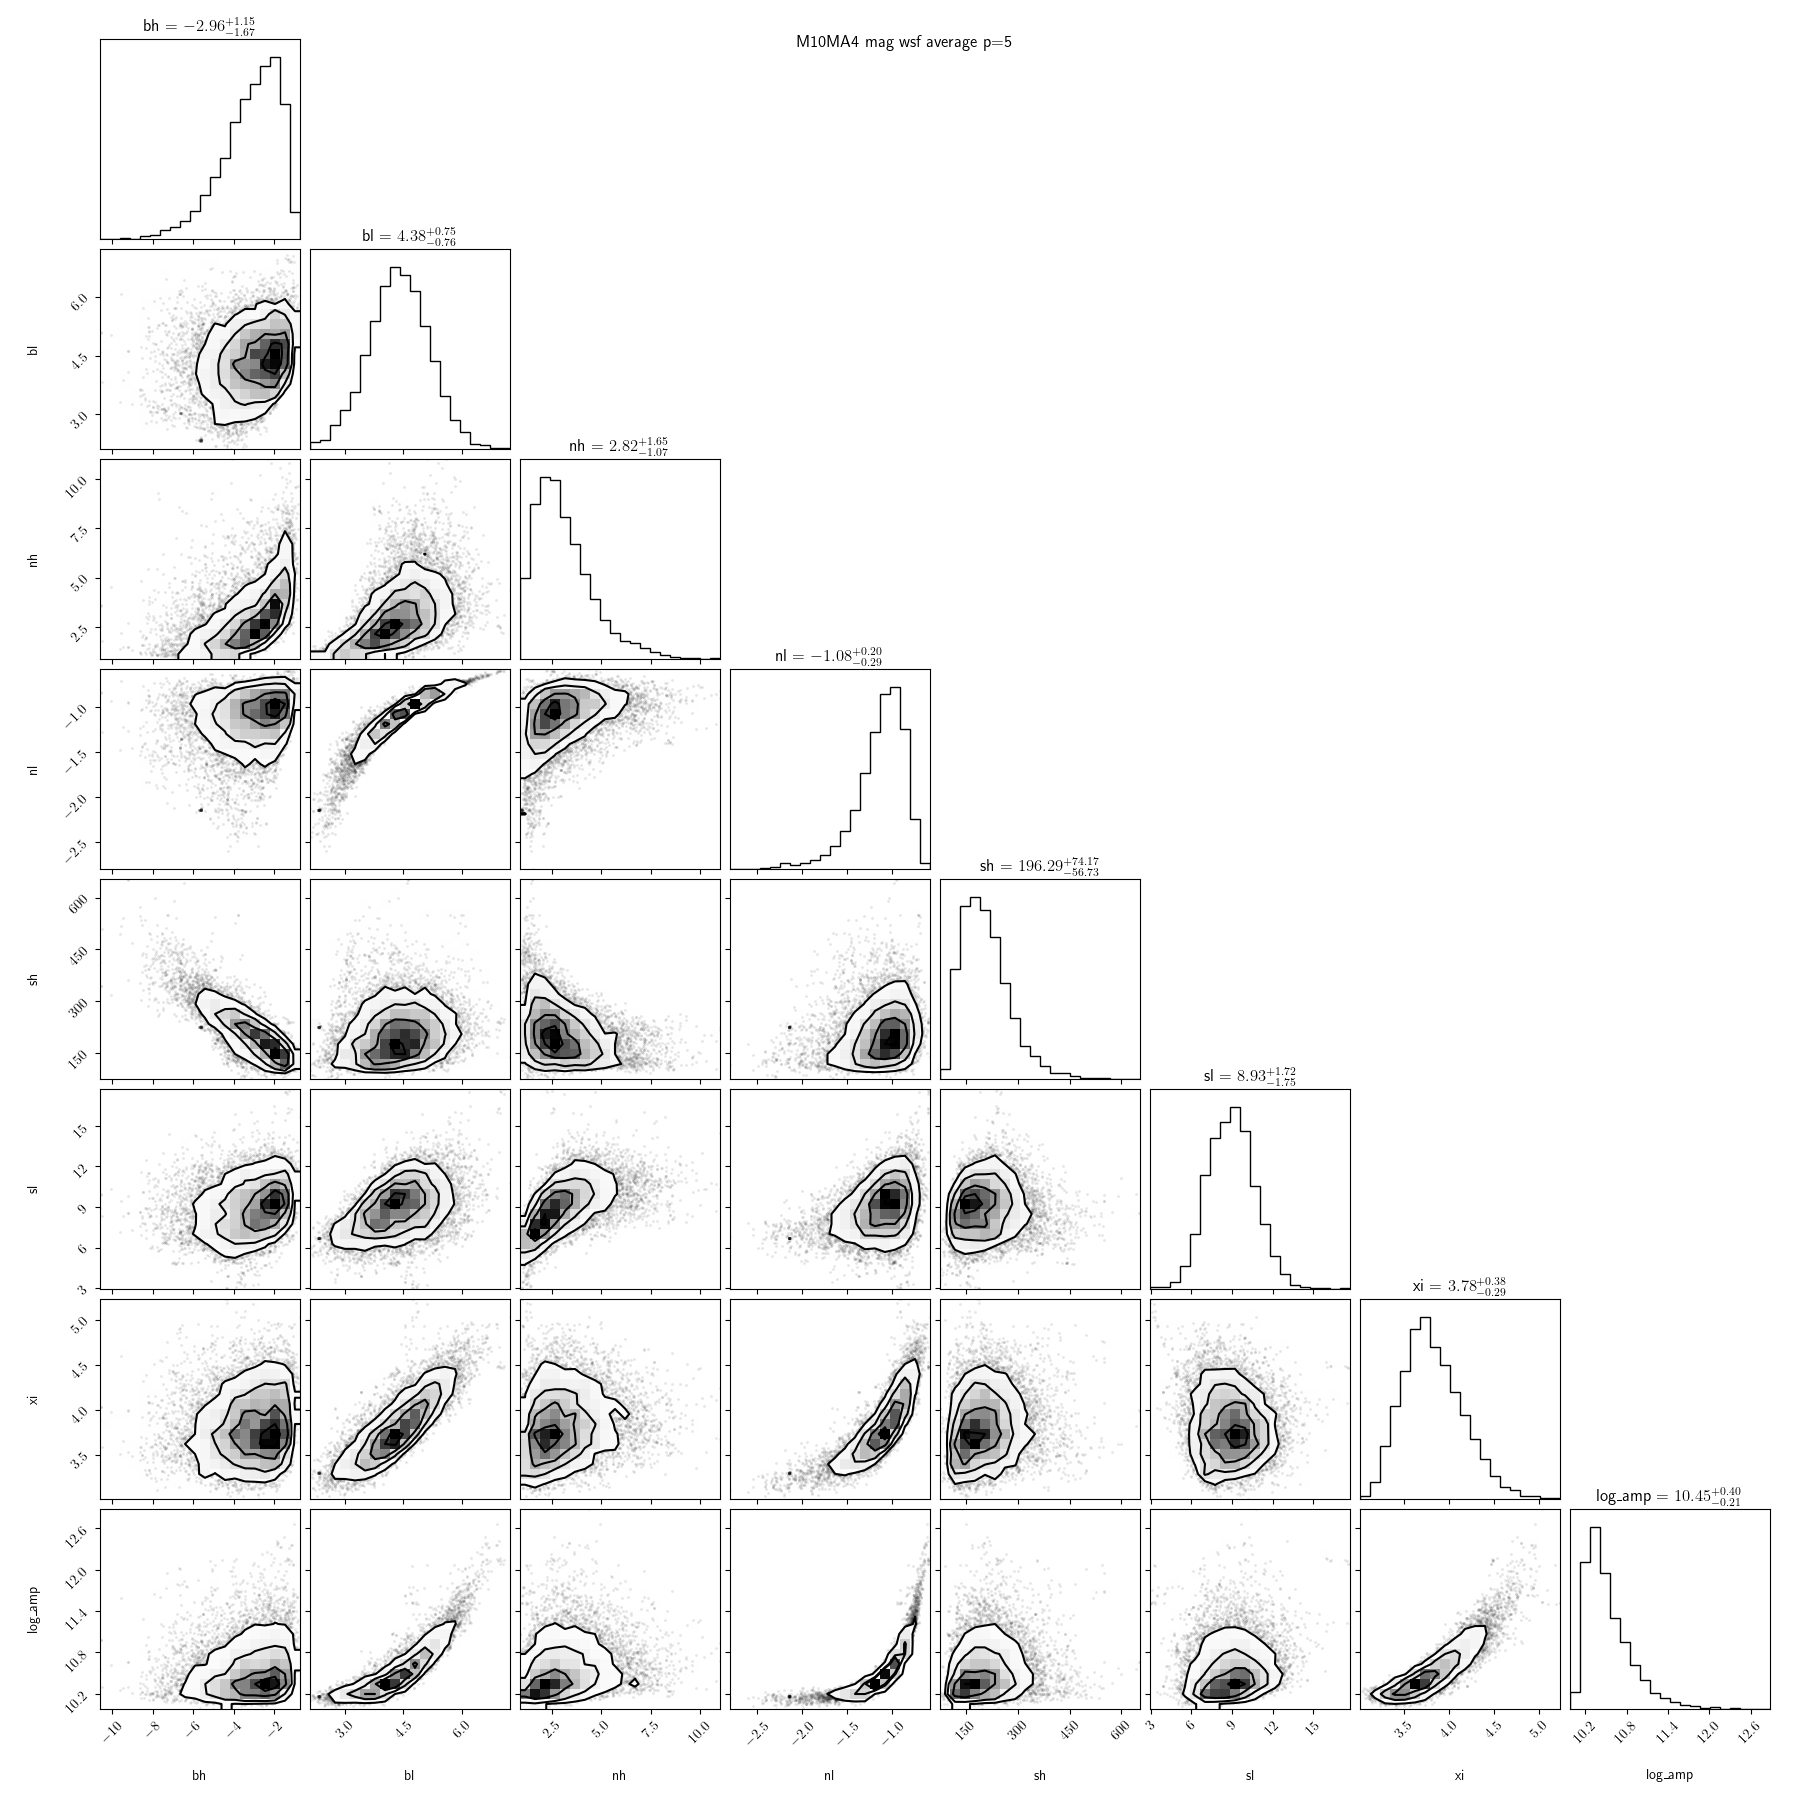 bh = −2.96+1.15−1.67
M10MA4 mag wsf average p=5
bl = 4.38+0.75−0.76
6.0
4.5
3.0
bl
nh = 2.82+1.65−1.07
10.0
7.5
5.0
2.5
nh
nl = −1.08+0.20−0.29
−1.0
−1.5
−2.0
−2.5
nl
sh = 196.29+74.17−56.73
600
450
300
150
sh
sl = 8.93+1.72−1.75
15
12
9
6
3
sl
xi = 3.78+0.38−0.29
5.0
4.5
4.0
3.5
xi
log_amp = 10.45+0.40−0.21
12.6
12.0
11.4
10.8
10.2
log_amp
−10 −8 −6 −4 −2 3.0 4.5 6.0 2.5 5.0 7.5 10.0 −2.5 −2.0 −1.5 −1.0 150 300 450 600 3 6 9 12 15 3.5 4.0 4.5 5.0 10.2 10.8 11.4 12.0 12.6
bh bl nh nl sh sl xi log_amp